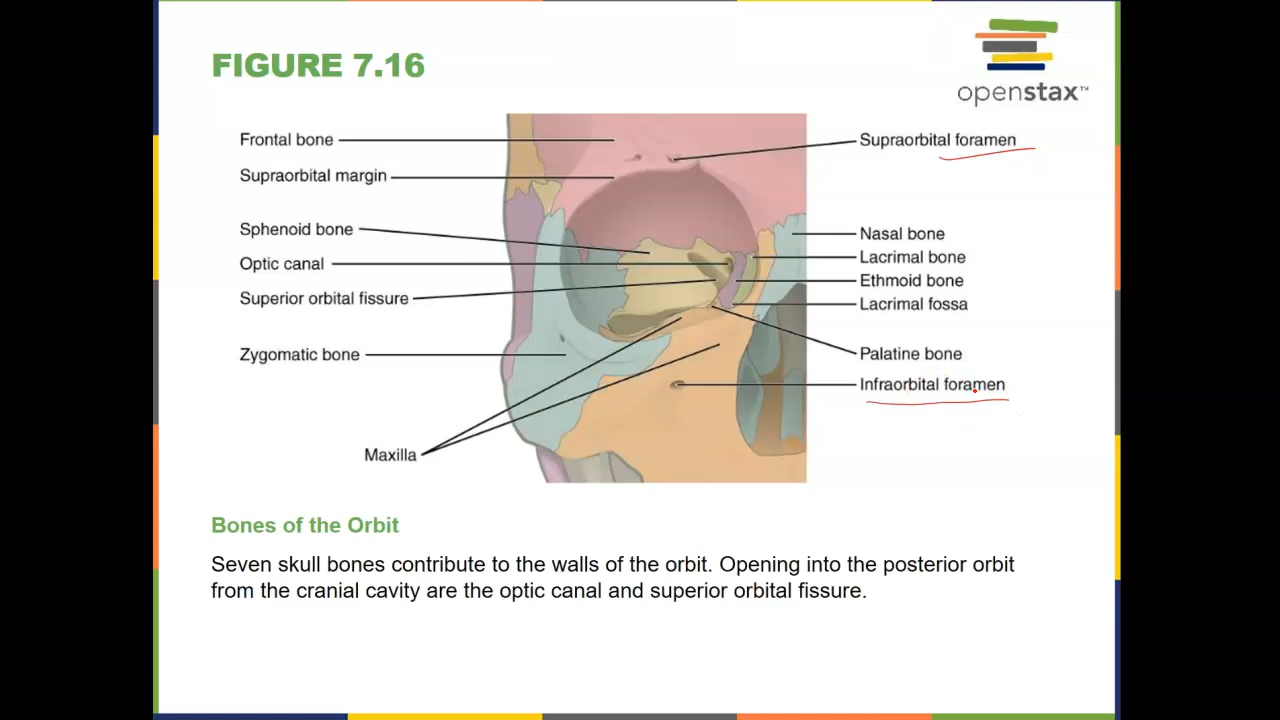 FIGURE 7.16
openstax™
Frontal bone
Supraorbital margin
Sphenoid bone
Optic canal
Superior orbital fissure
Zygomatic bone
Maxilla
Supraorbital foramen
Nasal bone
Lacrimal bone
Ethmoid bone
Lacrimal fossa
Palatine bone
Infraorbital foramen
Bones of the Orbit
Seven skull bones contribute to the walls of the orbit. Opening into the posterior orbit
from the cranial cavity are the optic canal and superior orbital fissure.